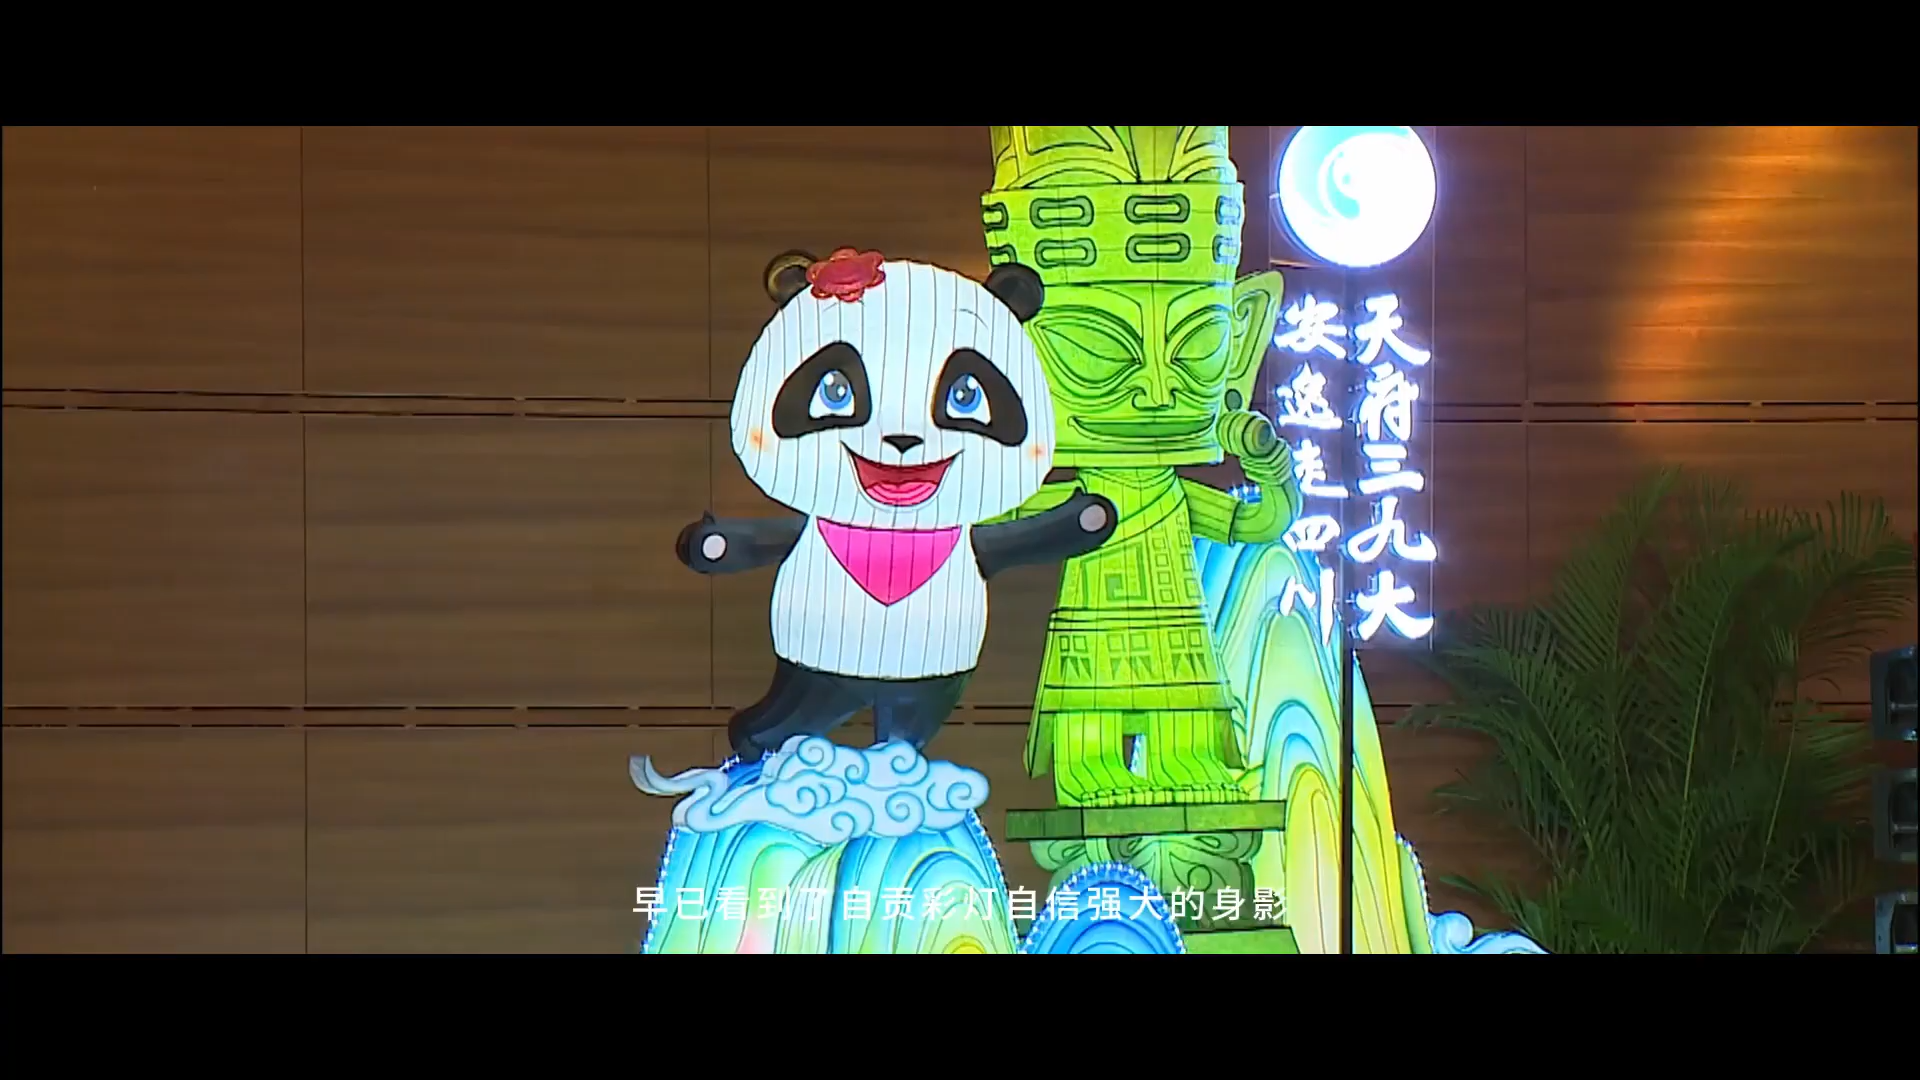 天府三九大
安逸走四川
早已看到了自贡彩灯自信强大的身影